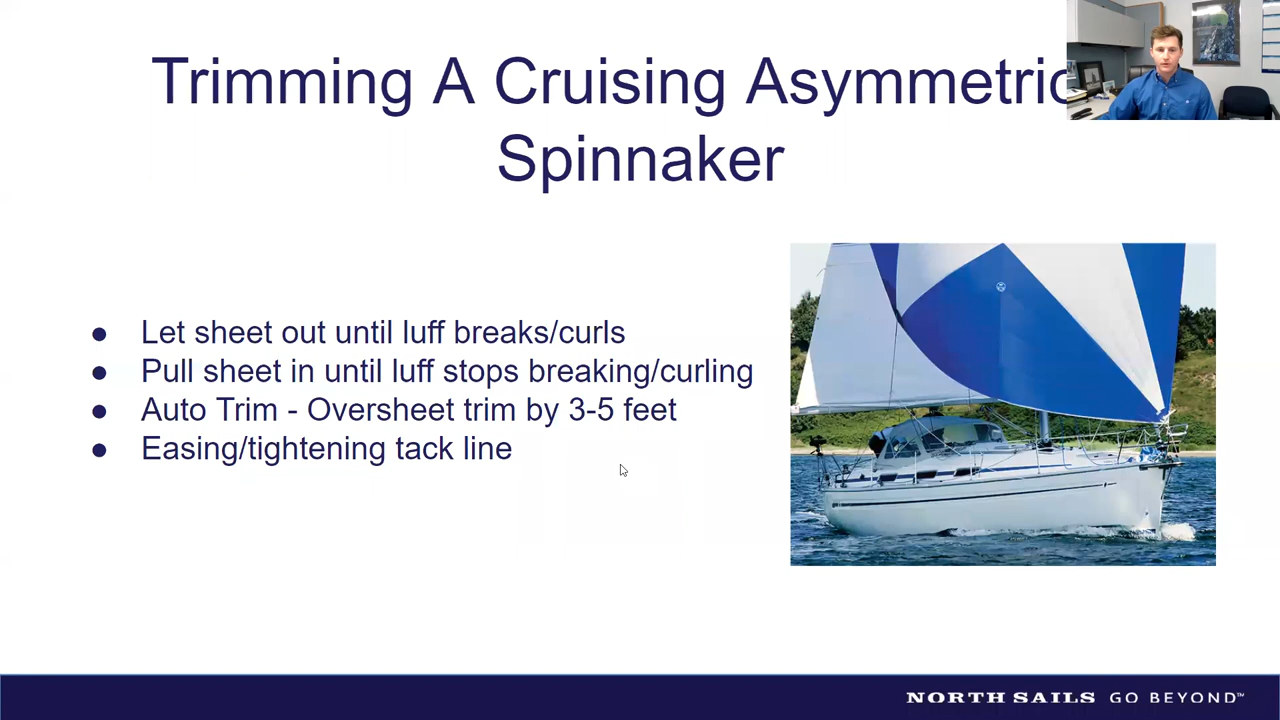 Trimming A Cruising Asymmetric
Spinnaker
● Let sheet out until luff breaks/curls
● Pull sheet in until luff stops breaking/curling
● Auto Trim - Oversheet trim by 3-5 feet
● Easing/tightening tack line
NORTH SAILS GO BEYOND™